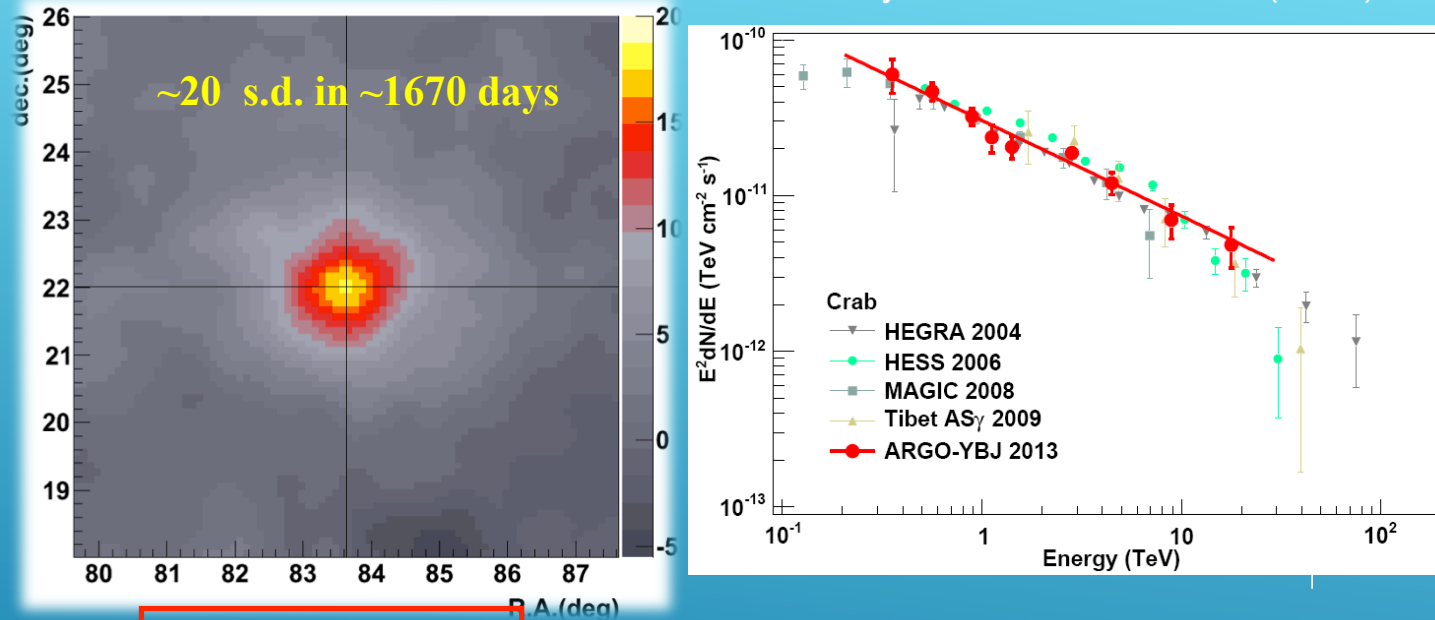 ~20 s.d. in ~1670 days
dec.(deg)
26
25
24
23
22
21
20
19
80 81 82 83 84 85 86 87
R.A.(deg)
20
15
10
5
0
-5
E²dN/dE (TeV cm⁻² s⁻¹)
10⁻¹⁰
10⁻¹¹
10⁻¹²
10⁻¹³
Crab
HEGRA 2004
HESS 2006
MAGIC 2008
Tibet ASγ 2009
ARGO-YBJ 2013
10⁻¹ 1 10 10²
Energy (TeV)